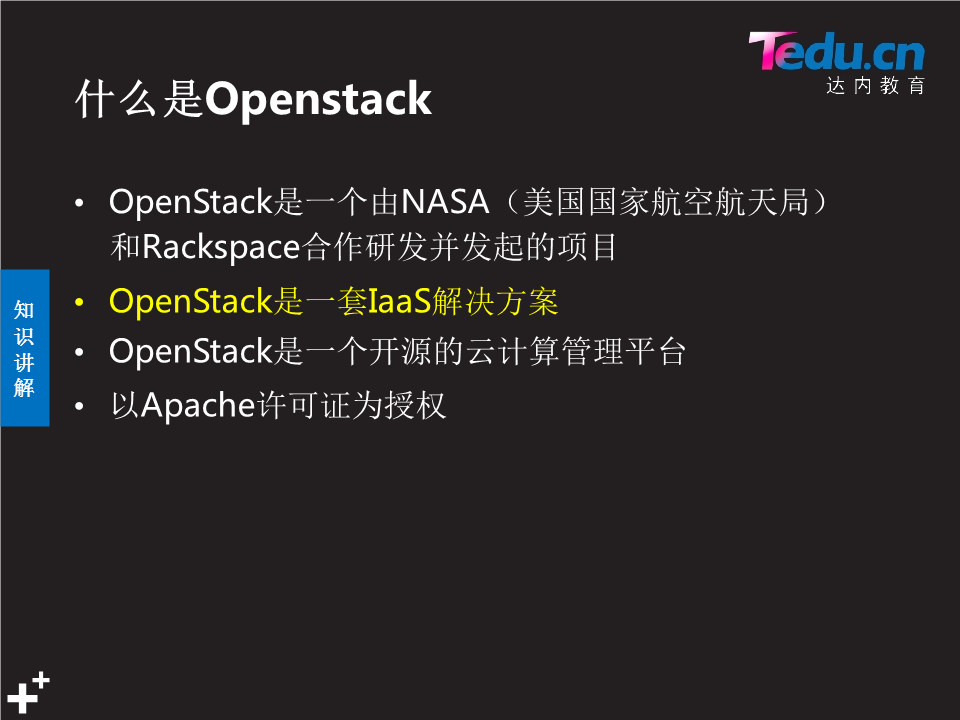 Tedu.cn
达内教育
什么是Openstack
• OpenStack是一个由NASA（美国国家航空航天局）
和Rackspace合作研发并发起的项目
• OpenStack是一套IaaS解决方案
• OpenStack是一个开源的云计算管理平台
• 以Apache许可证为授权
知
识
讲
解